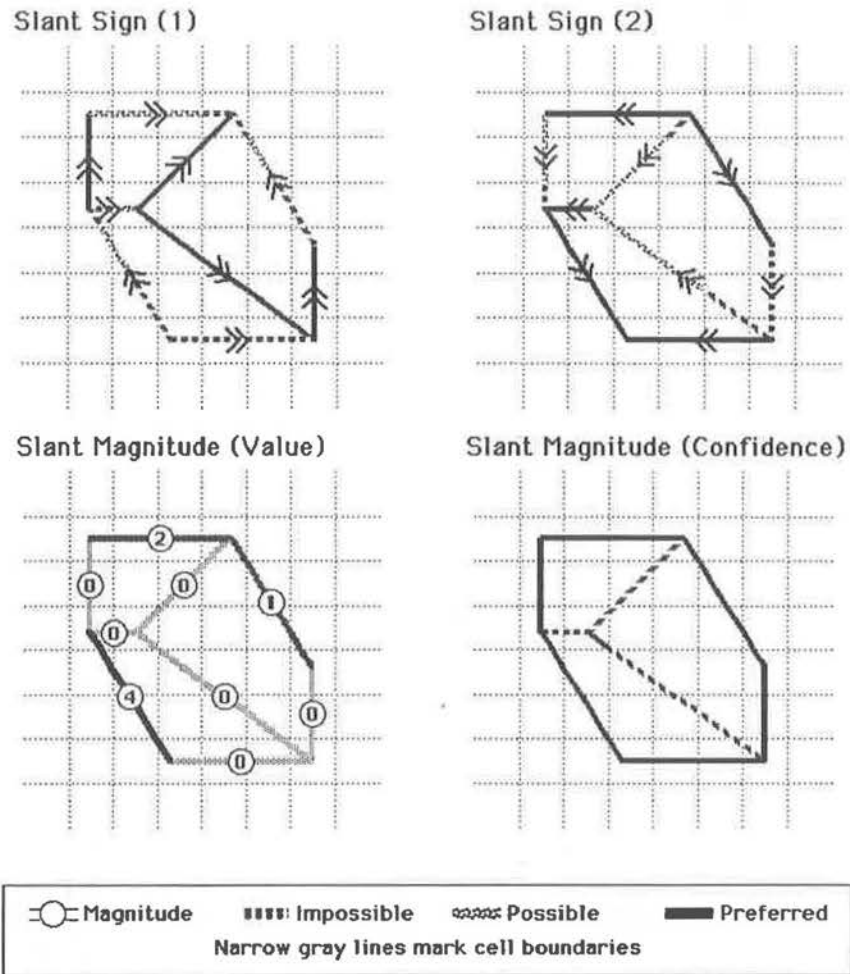 Slant Sign (1)
Slant Sign (2)
Slant Magnitude (Value)
Slant Magnitude (Confidence)
2
0
0
1
0
4
0
0
0
Magnitude Impossible Possible Preferred
Narrow gray lines mark cell boundaries